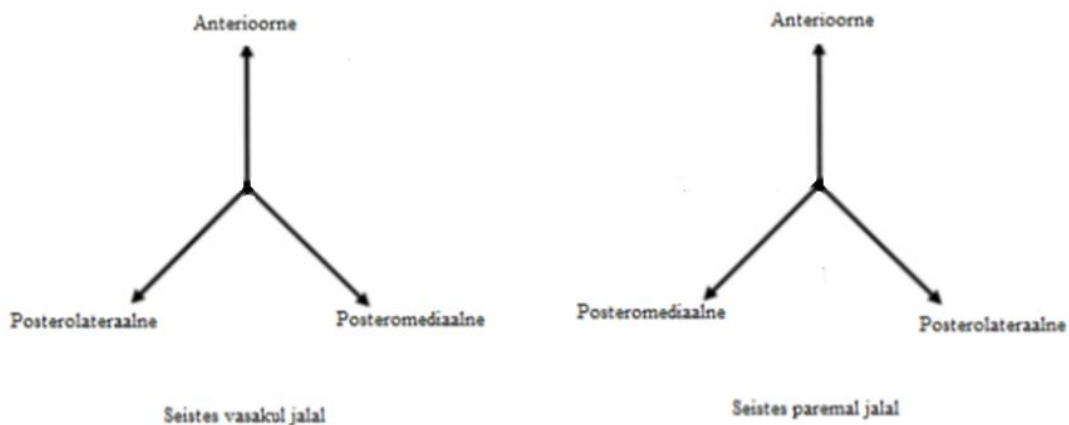 Anterioorne
Posterolateraalne
Posteromediaalne
Seistes vasakul jalal
Anterioorne
Posteromediaalne
Posterolateraalne
Seistes paremal jalal